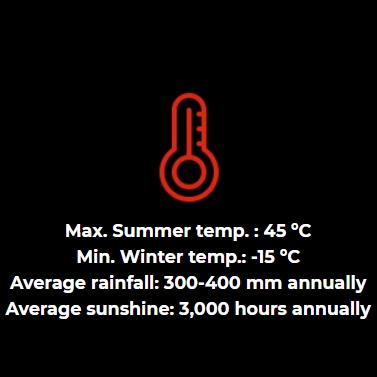 Max. Summer temp. : 45 ºC
Min. Winter temp.: -15 ºC
Average rainfall: 300-400 mm annually
Average sunshine: 3,000 hours annually